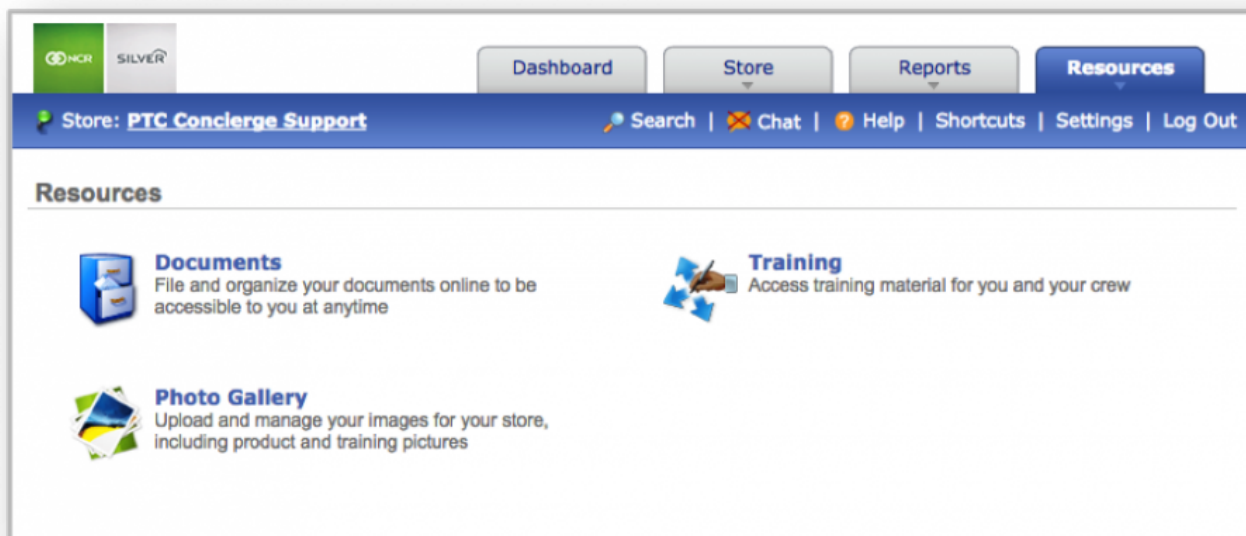 NCR SILVER
Dashboard Store Reports Resources
Store: PTC Concierge Support Search | Chat | Help | Shortcuts | Settings | Log Out
Resources
Documents
File and organize your documents online to be
accessible to you at anytime
Training
Access training material for you and your crew
Photo Gallery
Upload and manage your images for your store,
including product and training pictures